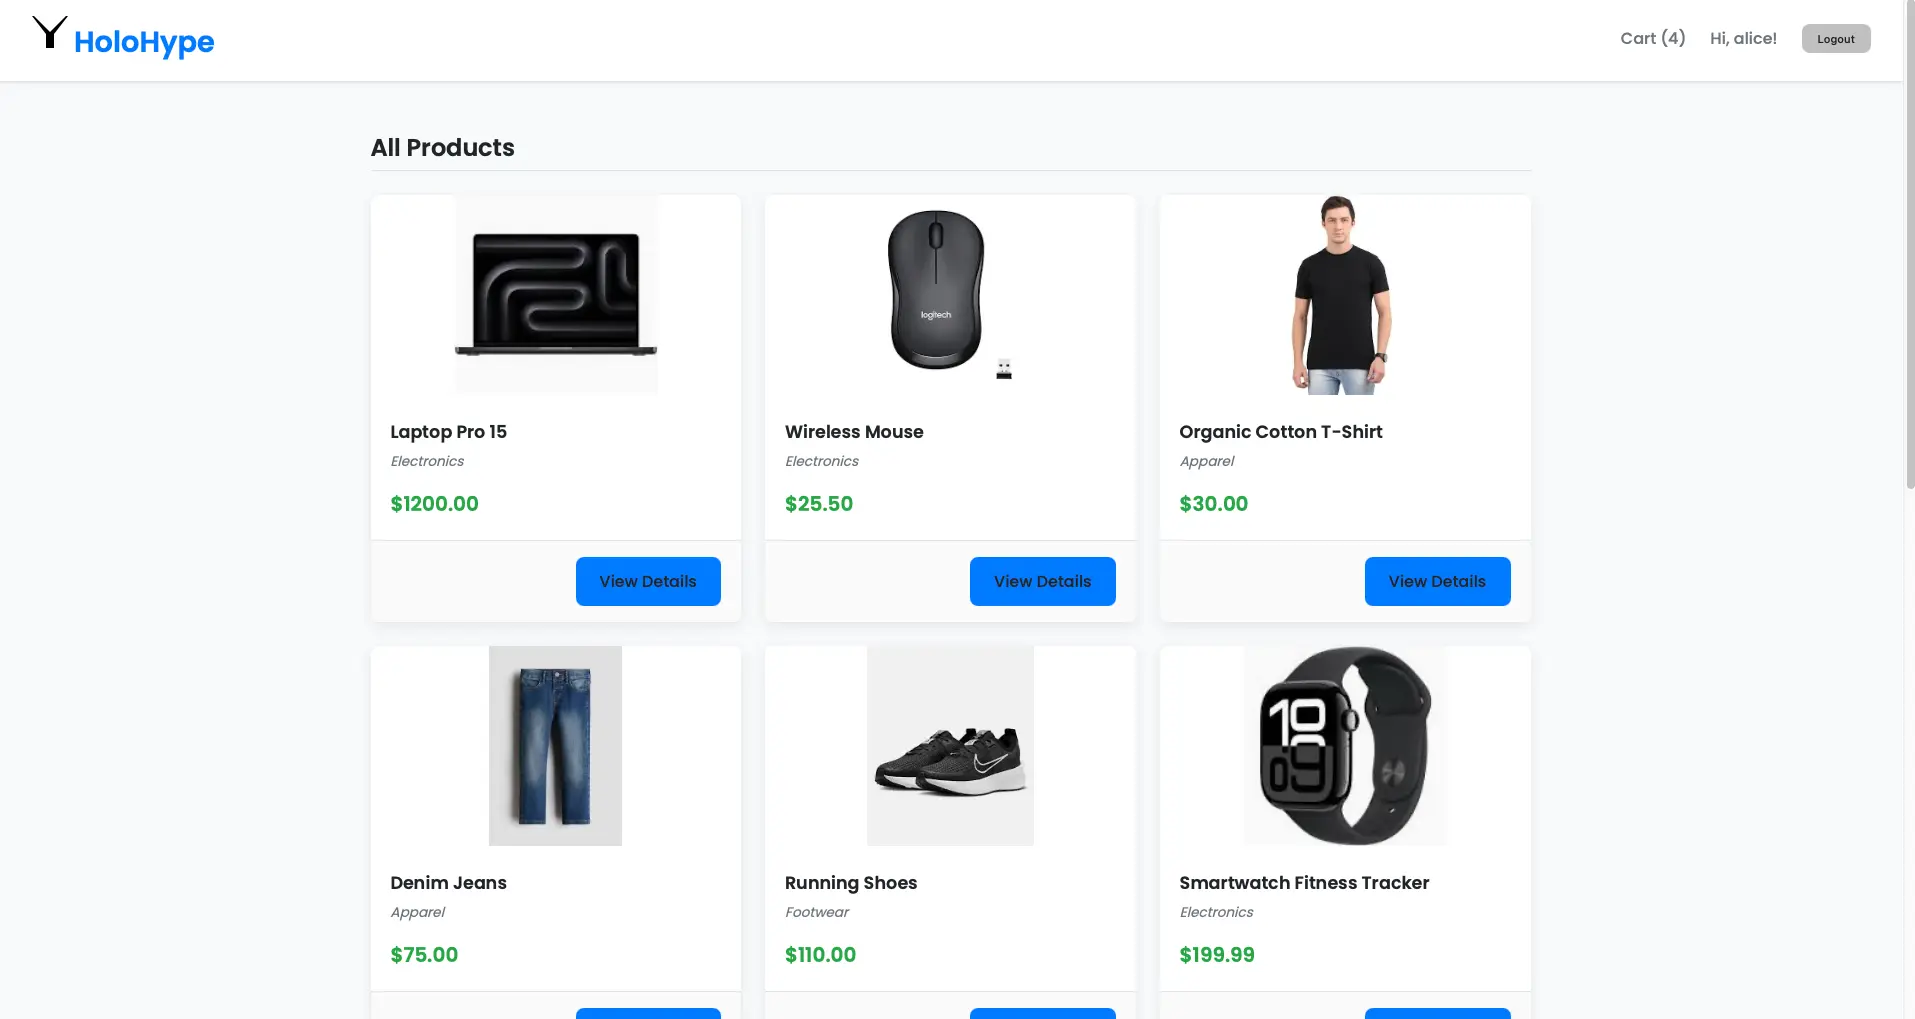 HoloHype
Cart (4)
Hi, alice!
Logout
All Products
logitech
Laptop Pro 15
Electronics
$1200.00
View Details
Wireless Mouse
Electronics
$25.50
View Details
Organic Cotton T-Shirt
Apparel
$30.00
View Details
10
09
Denim Jeans
Apparel
$75.00
Running Shoes
Footwear
$110.00
Smartwatch Fitness Tracker
Electronics
$199.99